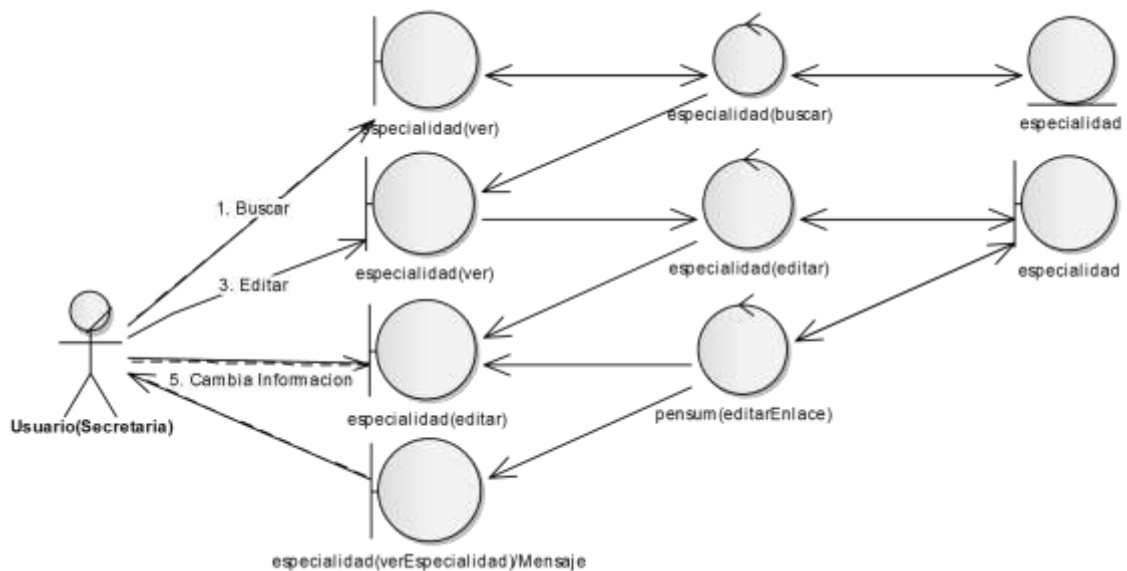 especialidad(ver)
especialidad(buscar)
especialidad
1. Buscar
especialidad(ver)
especialidad(editar)
especialidad
3. Editar
5. Cambia Informacion
especialidad(editar)
pensum(editarEnlace)
Usuario(Secretaria)
especialidad(verEspecialidad)/Mensaje